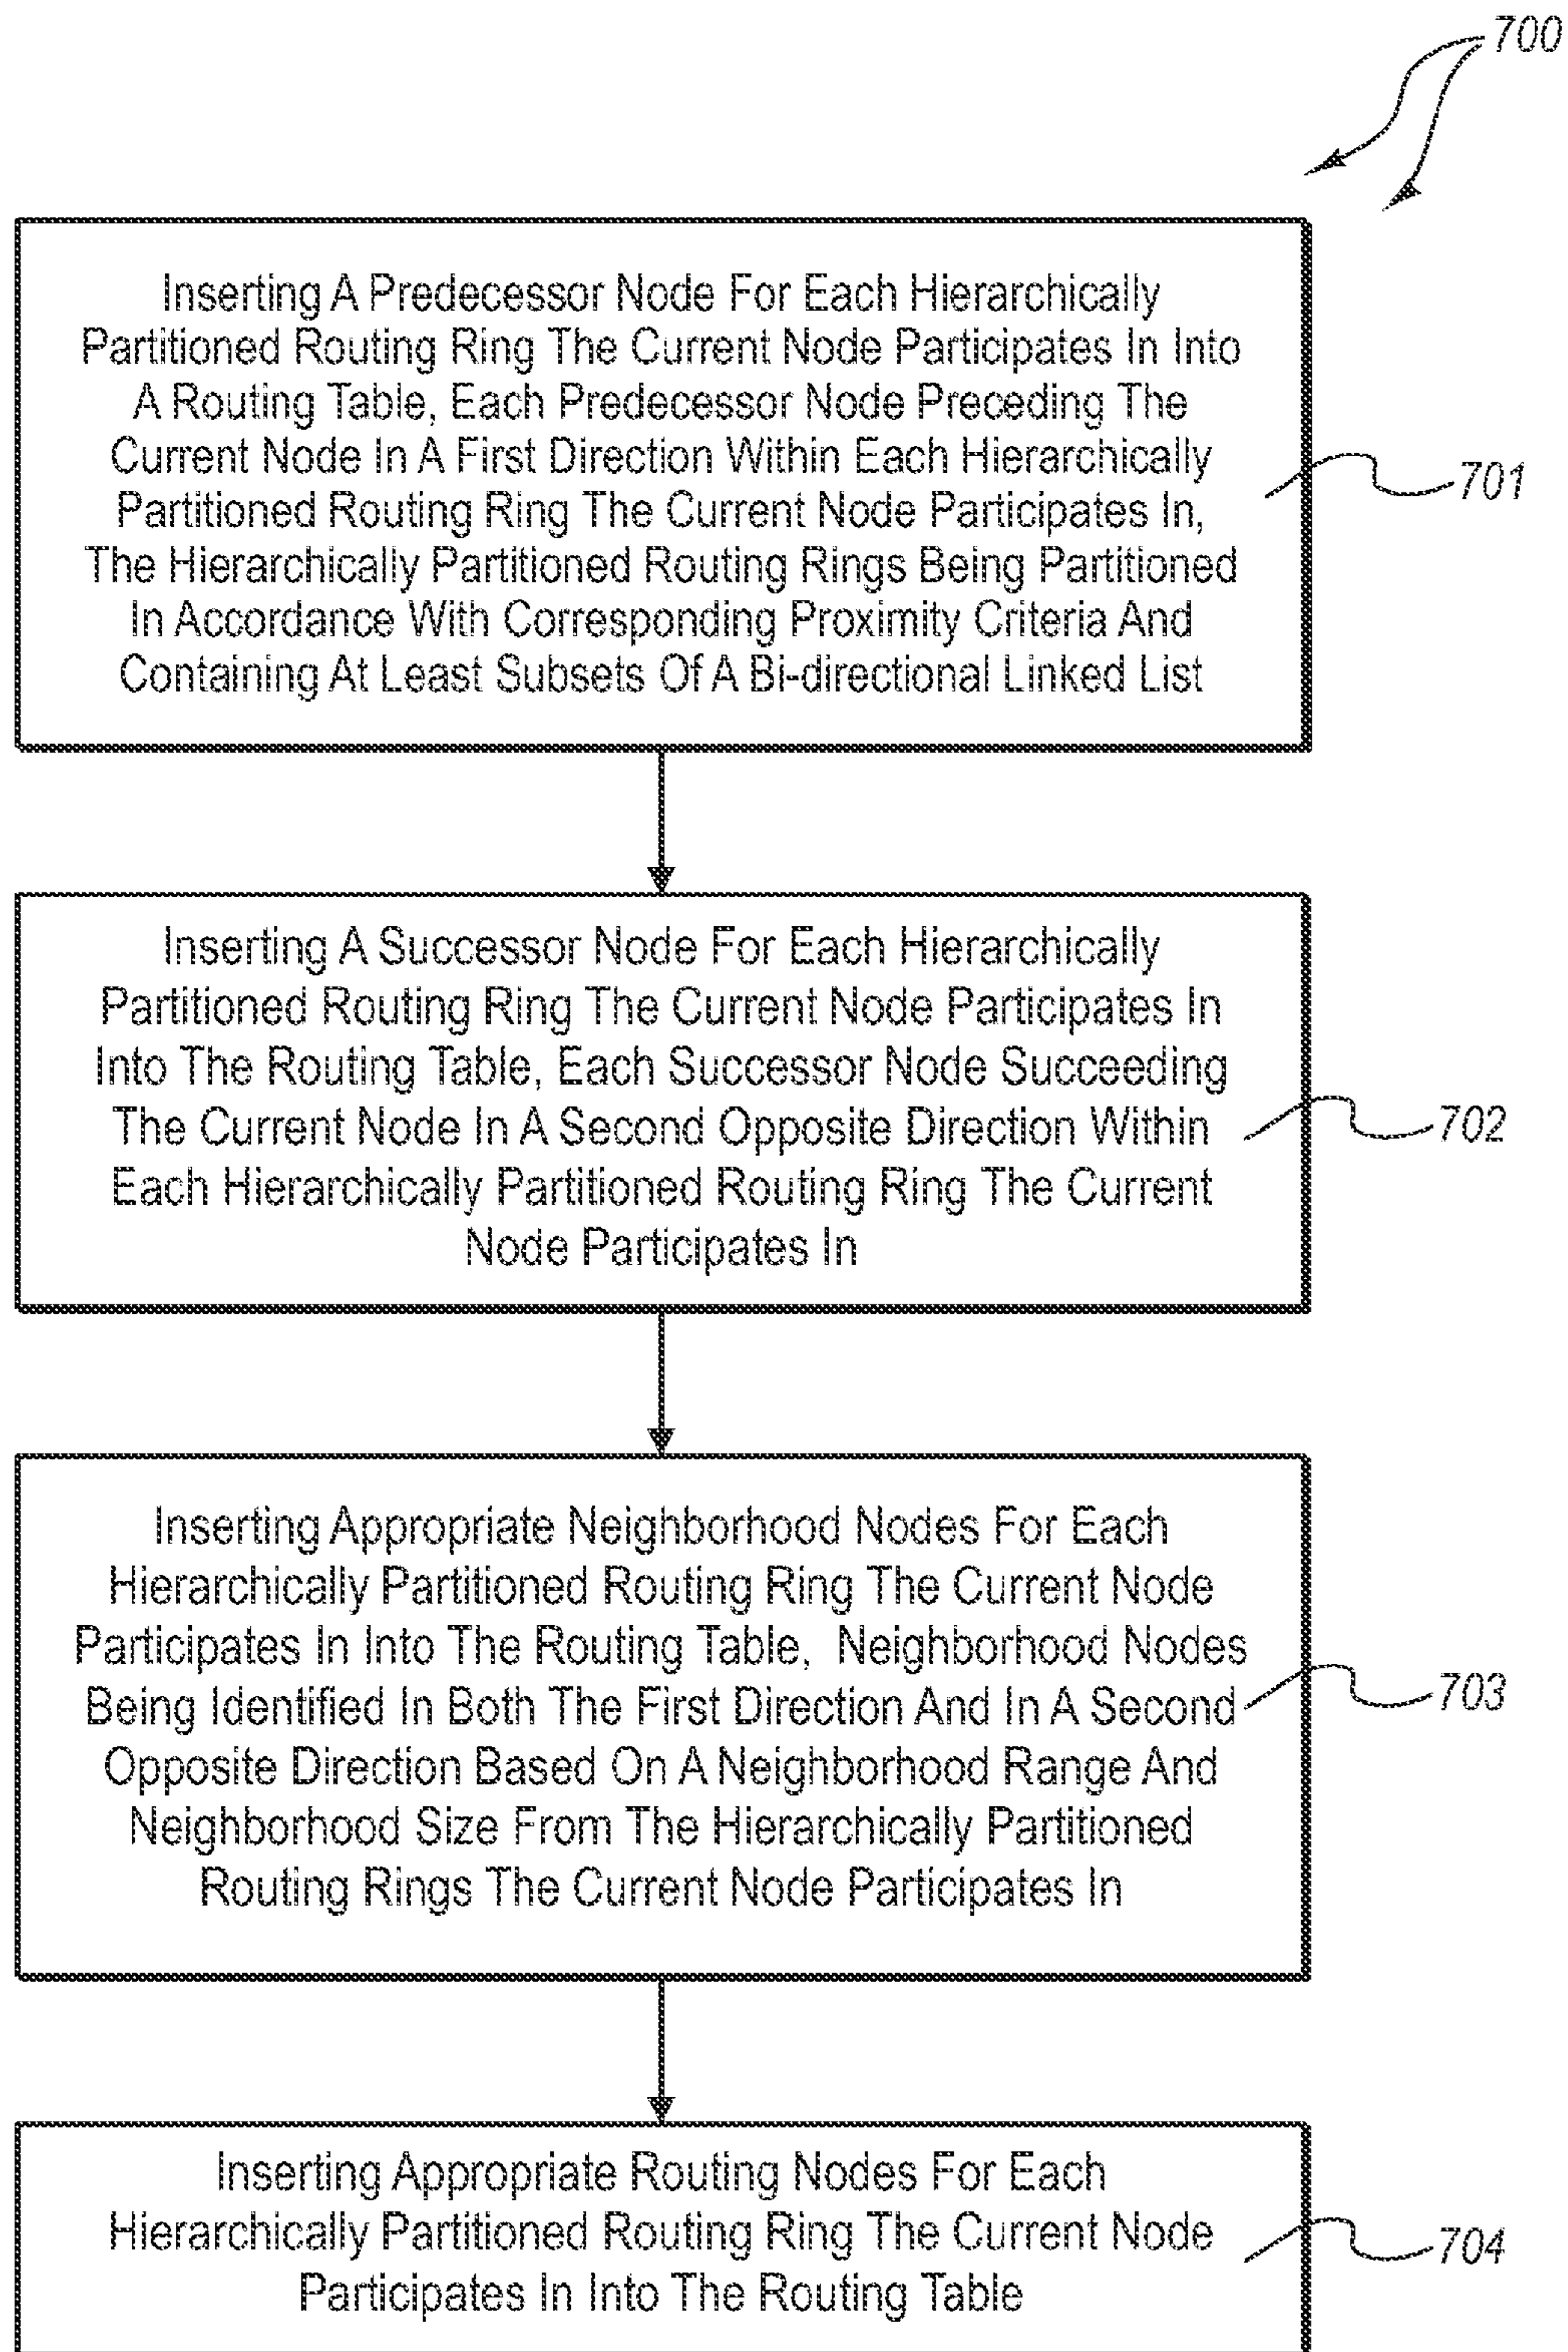 700
Inserting A Predecessor Node For Each Hierarchically
Partitioned Routing Ring The Current Node Participates In Into
A Routing Table, Each Predecessor Node Preceding The
Current Node In A First Direction Within Each Hierarchically
Partitioned Routing Ring The Current Node Participates In,
The Hierarchically Partitioned Routing Rings Being Partitioned
In Accordance With Corresponding Proximity Criteria And
Containing At Least Subsets Of A Bi-directional Linked List
701
Inserting A Successor Node For Each Hierarchically
Partitioned Routing Ring The Current Node Participates In
Into The Routing Table, Each Successor Node Succeeding
The Current Node In A Second Opposite Direction Within
Each Hierarchically Partitioned Routing Ring The Current
Node Participates In
702
Inserting Appropriate Neighborhood Nodes For Each
Hierarchically Partitioned Routing Ring The Current Node
Participates In Into The Routing Table, Neighborhood Nodes
Being Identified In Both The First Direction And In A Second
Opposite Direction Based On A Neighborhood Range And
Neighborhood Size From The Hierarchically Partitioned
Routing Rings The Current Node Participates In
703
Inserting Appropriate Routing Nodes For Each
Hierarchically Partitioned Routing Ring The Current Node
Participates In Into The Routing Table
704